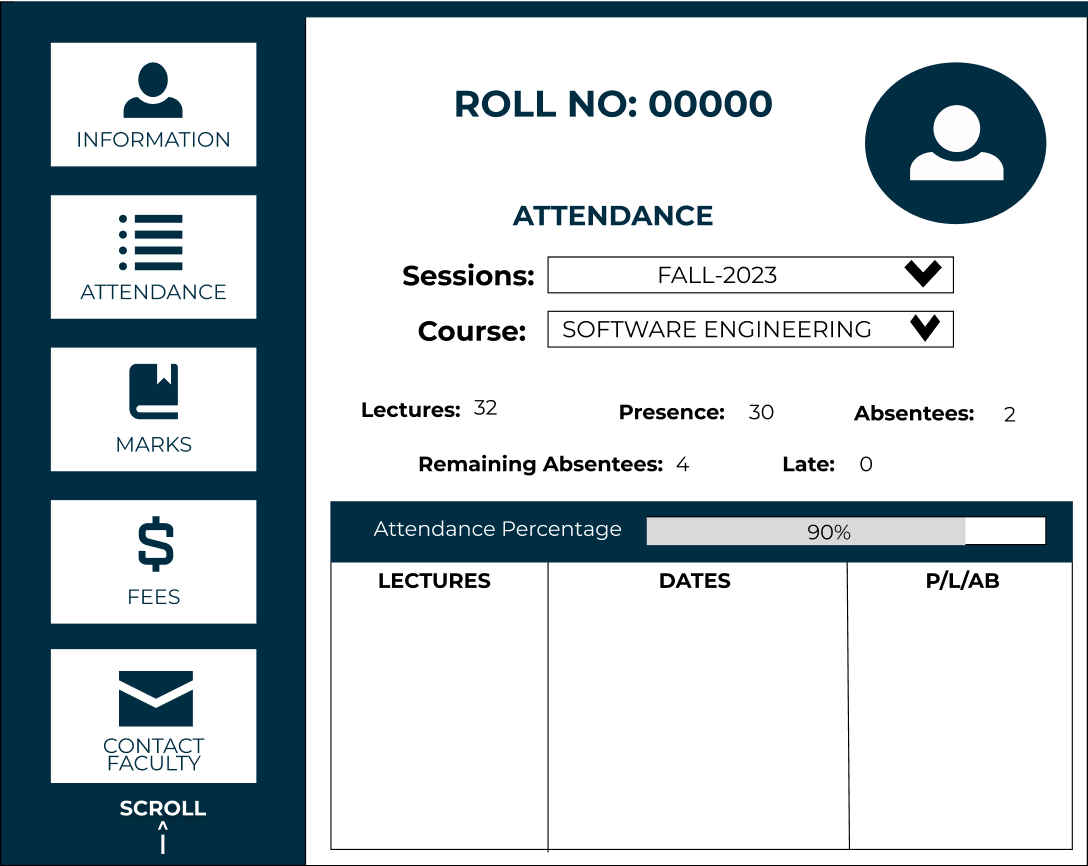 INFORMATION
ATTENDANCE
MARKS
FEES
CONTACT
FACULTY
SCROLL
ROLL NO: 00000
ATTENDANCE
Sessions: FALL-2023
Course: SOFTWARE ENGINEERING
Lectures: 32 Presence: 30 Absentees: 2
Remaining Absentees: 4 Late: 0
Attendance Percentage 90%
LECTURES DATES P/L/AB